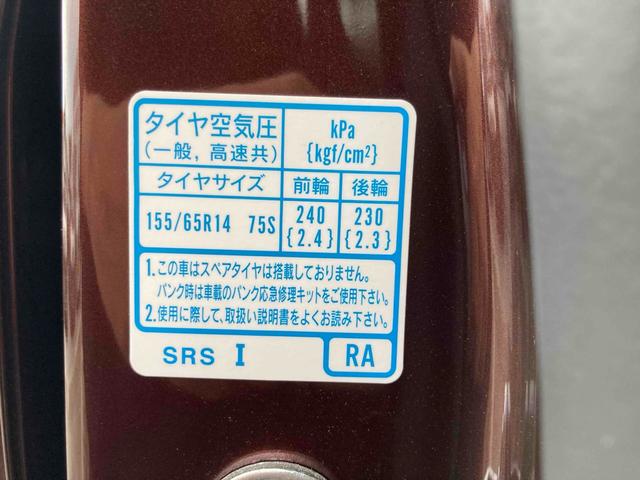 タイヤ空気圧
(一般, 高速共)
kPa
{kgf/cm²}
タイヤサイズ 前輪 後輪
155/65R14 75S 240 230
{2.4} {2.3}
1. この車はスペアタイヤは搭載しておりません。
パンク時は車載のパンク応急修理キットをご使用下さい。
2. 使用に際して、取扱い説明書をよくお読み下さい。
SRS I RA